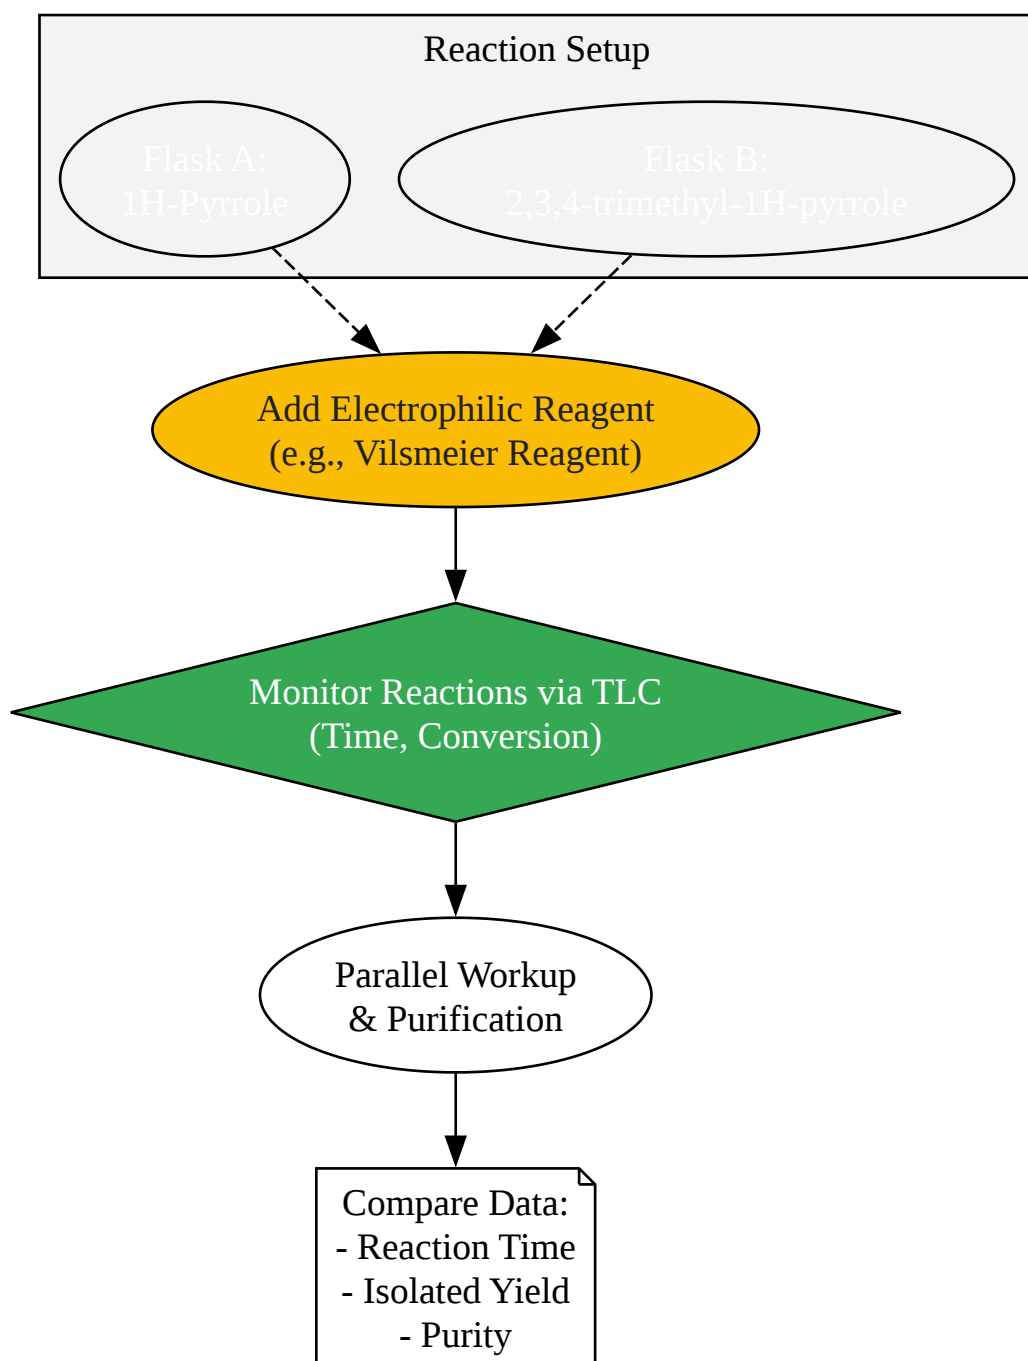 Reaction Setup
Flask A:
1H-Pyrrole
Flask B:
2,3,4-trimethyl-1H-pyrrole
Add Electrophilic Reagent
(e.g., Vilsmeier Reagent)
Monitor Reactions via TLC
(Time, Conversion)
Parallel Workup
& Purification
Compare Data:
- Reaction Time
- Isolated Yield
- Purity